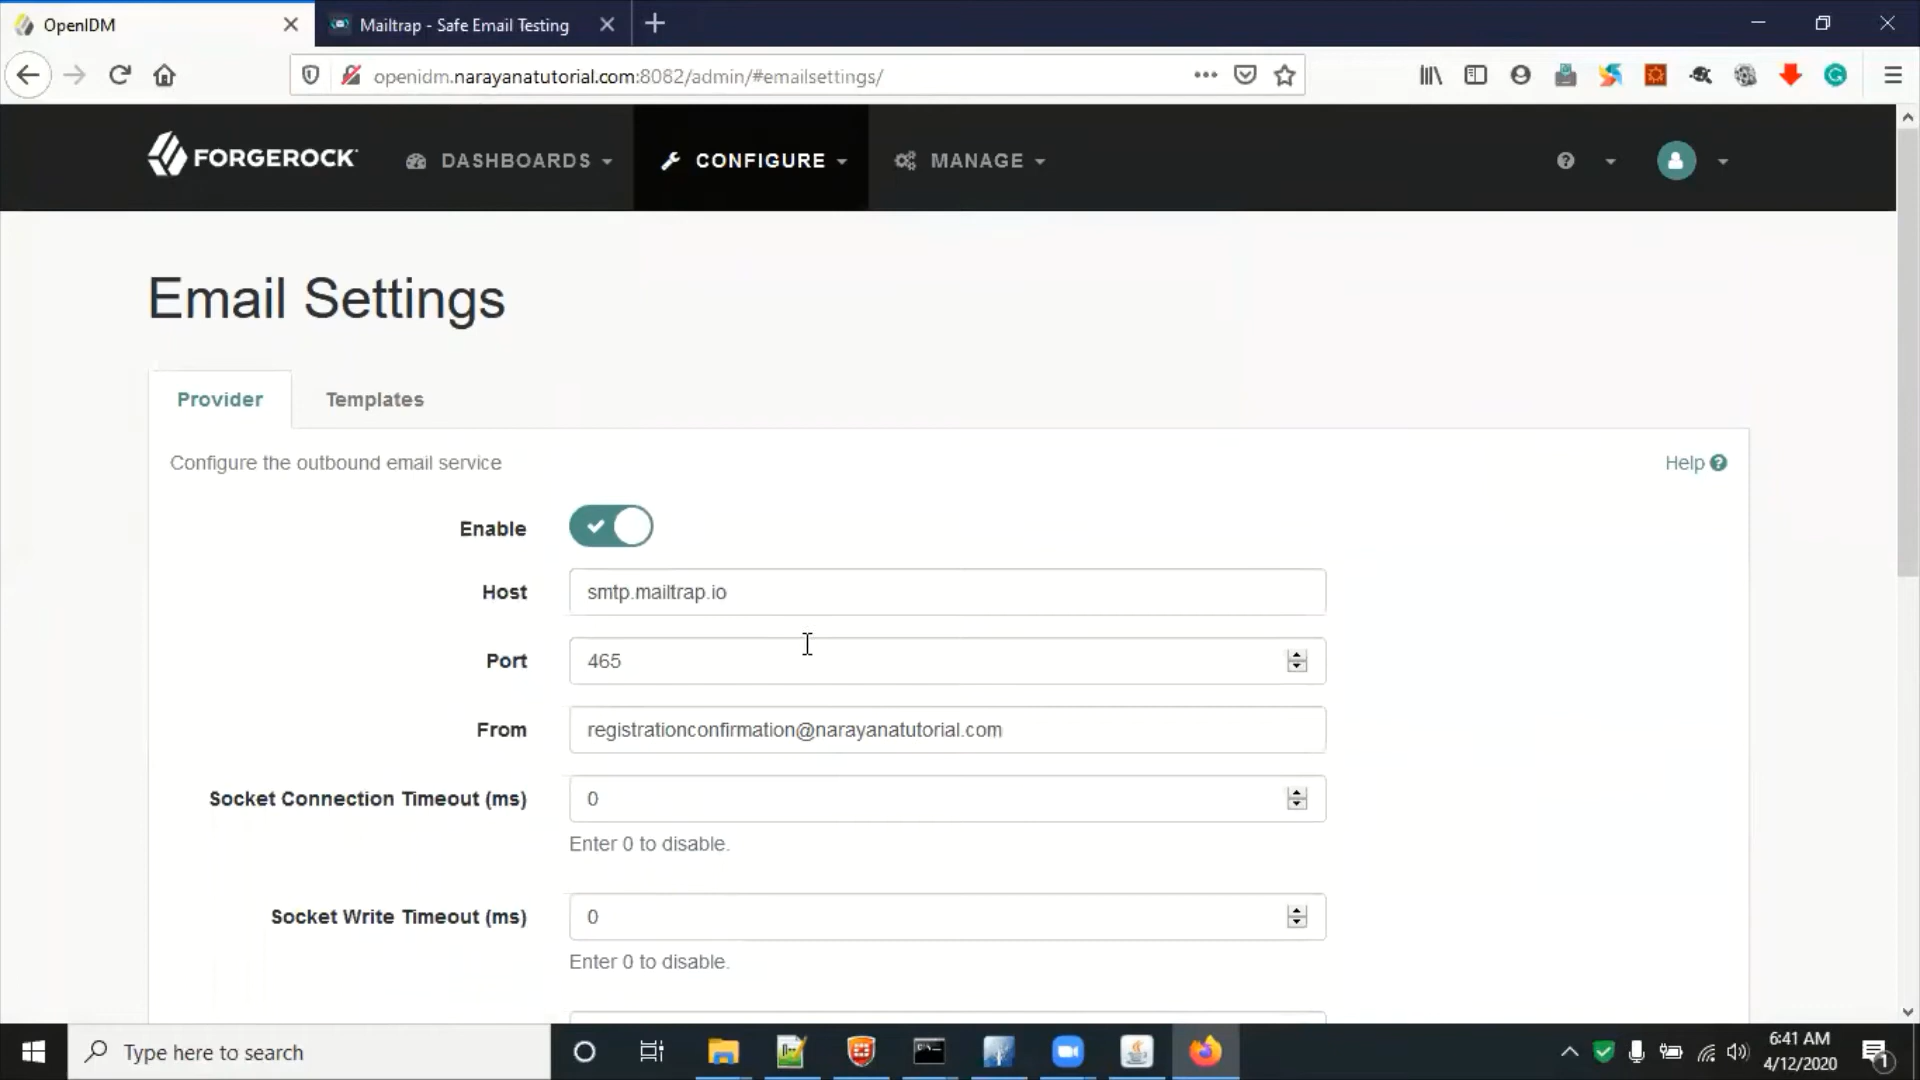 OpenIDM
Mailtrap - Safe Email Testing
openidm.narayanatutorial.com:8082/admin/#emailsettings/
FORGEROCK
DASHBOARDS
CONFIGURE
MANAGE
Email Settings
Provider
Templates
Configure the outbound email service
Help
Enable
Host
smtp.mailtrap.io
Port
465
From
registrationconfirmation@narayanatutorial.com
Socket Connection Timeout (ms)
0
Enter 0 to disable.
Socket Write Timeout (ms)
0
Enter 0 to disable.
Type here to search
6:41 AM
4/12/2020
1